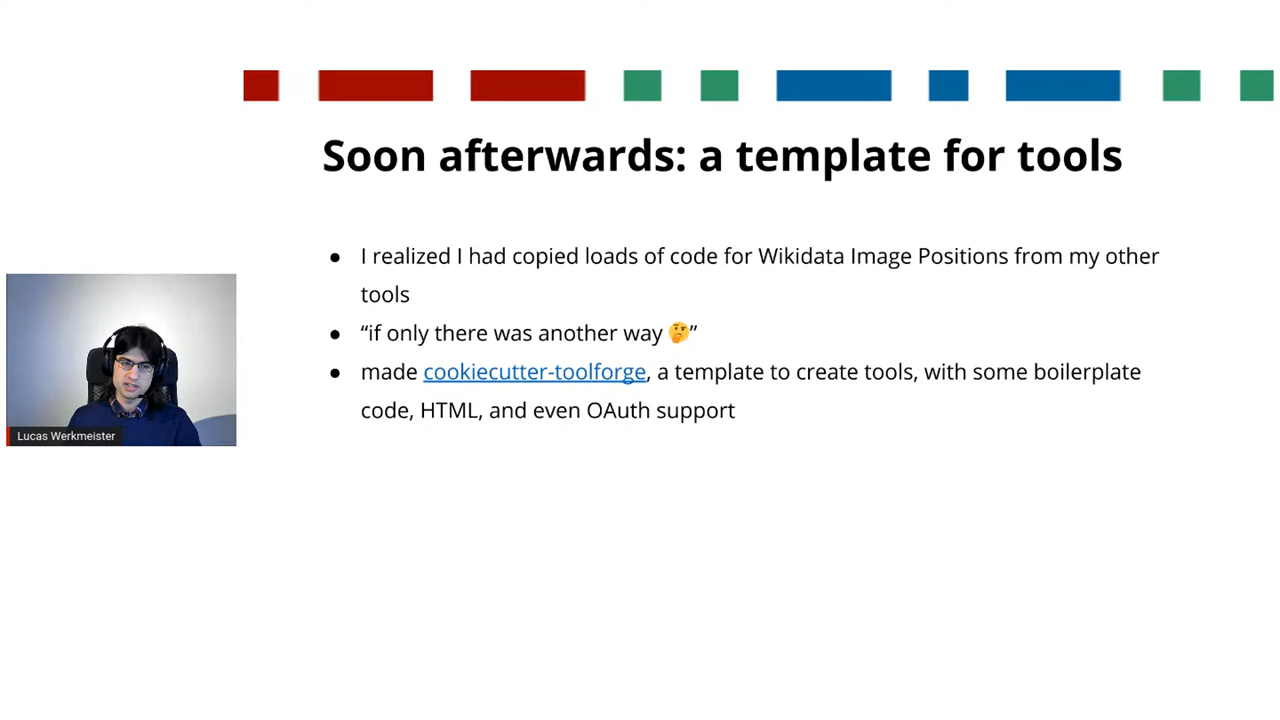 Soon afterwards: a template for tools
● I realized I had copied loads of code for Wikidata Image Positions from my other
tools
● “if only there was another way 🤔”
● made cookiecutter-toolforge, a template to create tools, with some boilerplate
code, HTML, and even OAuth support
Lucas Werkmeister